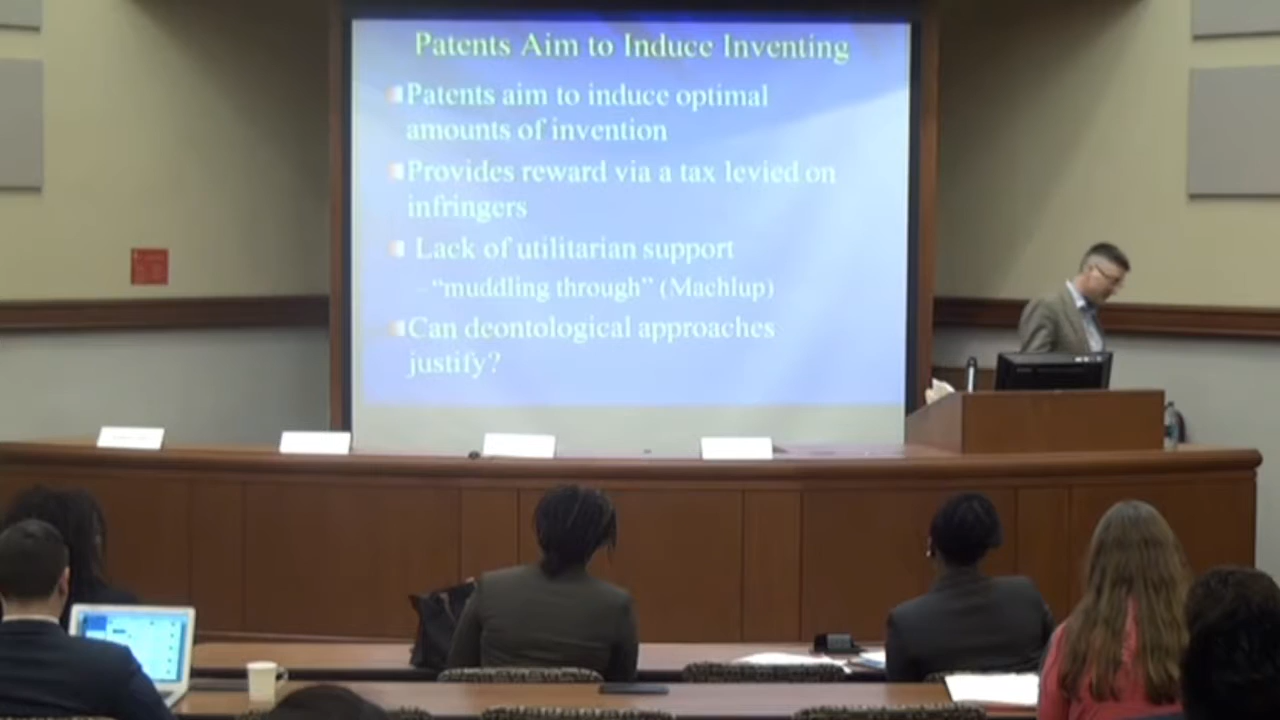 Patents Aim to Induce Inventing
Patents aim to induce optimal
amounts of invention
Provides reward via a tax levied on
infringers
Lack of utilitarian support
– "muddling through" (Machlup)
Can deontological approaches
justify?